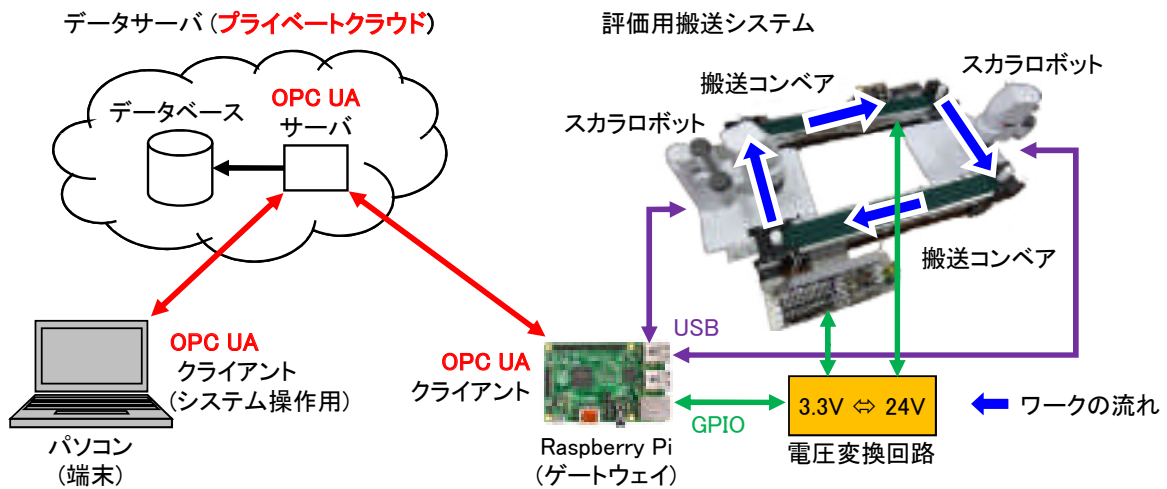 データサーバ（プライベートクラウド）
データベース
OPC UA
サーバ
OPC UA
クライアント
（システム操作用）
パソコン
（端末）
OPC UA
クライアント
Raspberry Pi
（ゲートウェイ）
評価用搬送システム
スカラロボット
搬送コンベア
スカラロボット
搬送コンベア
USB
GPIO
3.3V ⇔ 24V
電圧変換回路
ワークの流れ